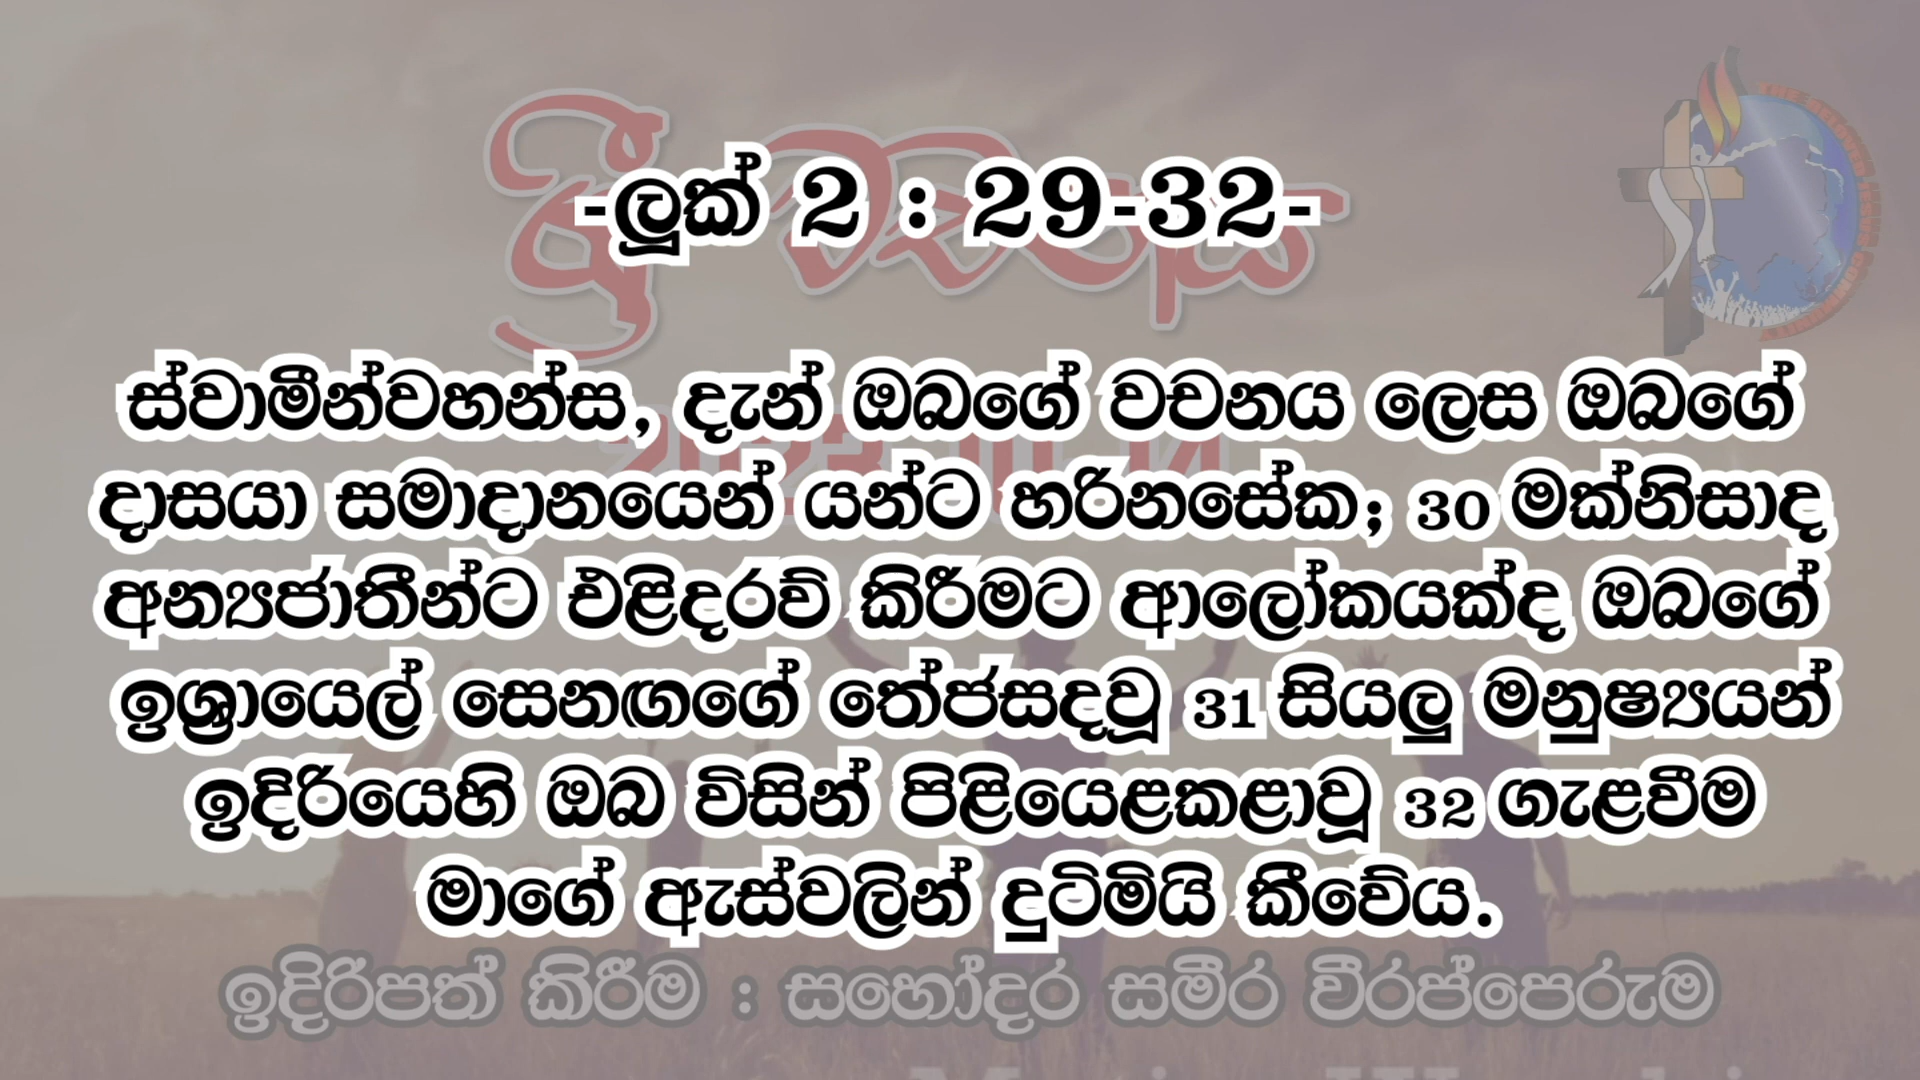 -ලූක් 2 : 29-32-
ස්වාමීන්වහන්ස, දැන් ඔබගේ වචනය ලෙස ඔබගේ
දාසයා සමාදානයෙන් යන්ට හරිනසේක; 30 මක්නිසාද
අන්‍යජාතීන්ට එළිදරව් කිරීමට ආලෝකයක්ද ඔබගේ
ඉශ්‍රායෙල් සෙනඟගේ තේජසදවූ 31 සියලු මනුෂ්‍යයන්
ඉදිරියෙහි ඔබ විසින් පිළියෙළකළාවූ 32 ගැළවීම
මාගේ ඇස්වලින් දුටිමියි කීවේය.
ඉදිරිපත් කිරීම : සහෝදර සමීර වීරප්පෙරුම